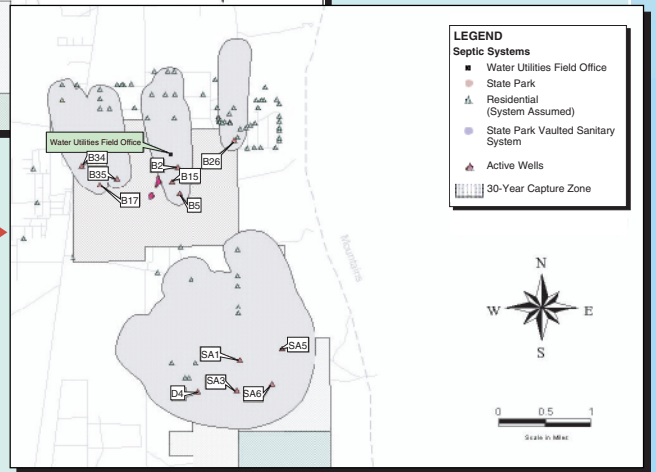 LEGEND
Septic Systems
Water Utilities Field Office
State Park
Residential
(System Assumed)
State Park Vaulted Sanitary
System
Active Wells
30-Year Capture Zone
Water Utilities Field Office
B34
B2
B26
B35
B15
B17
B5
Mountains
N
W
E
S
SA5
SA1
SA3
D4
SA6
0
0.5
1
Scale in Miles